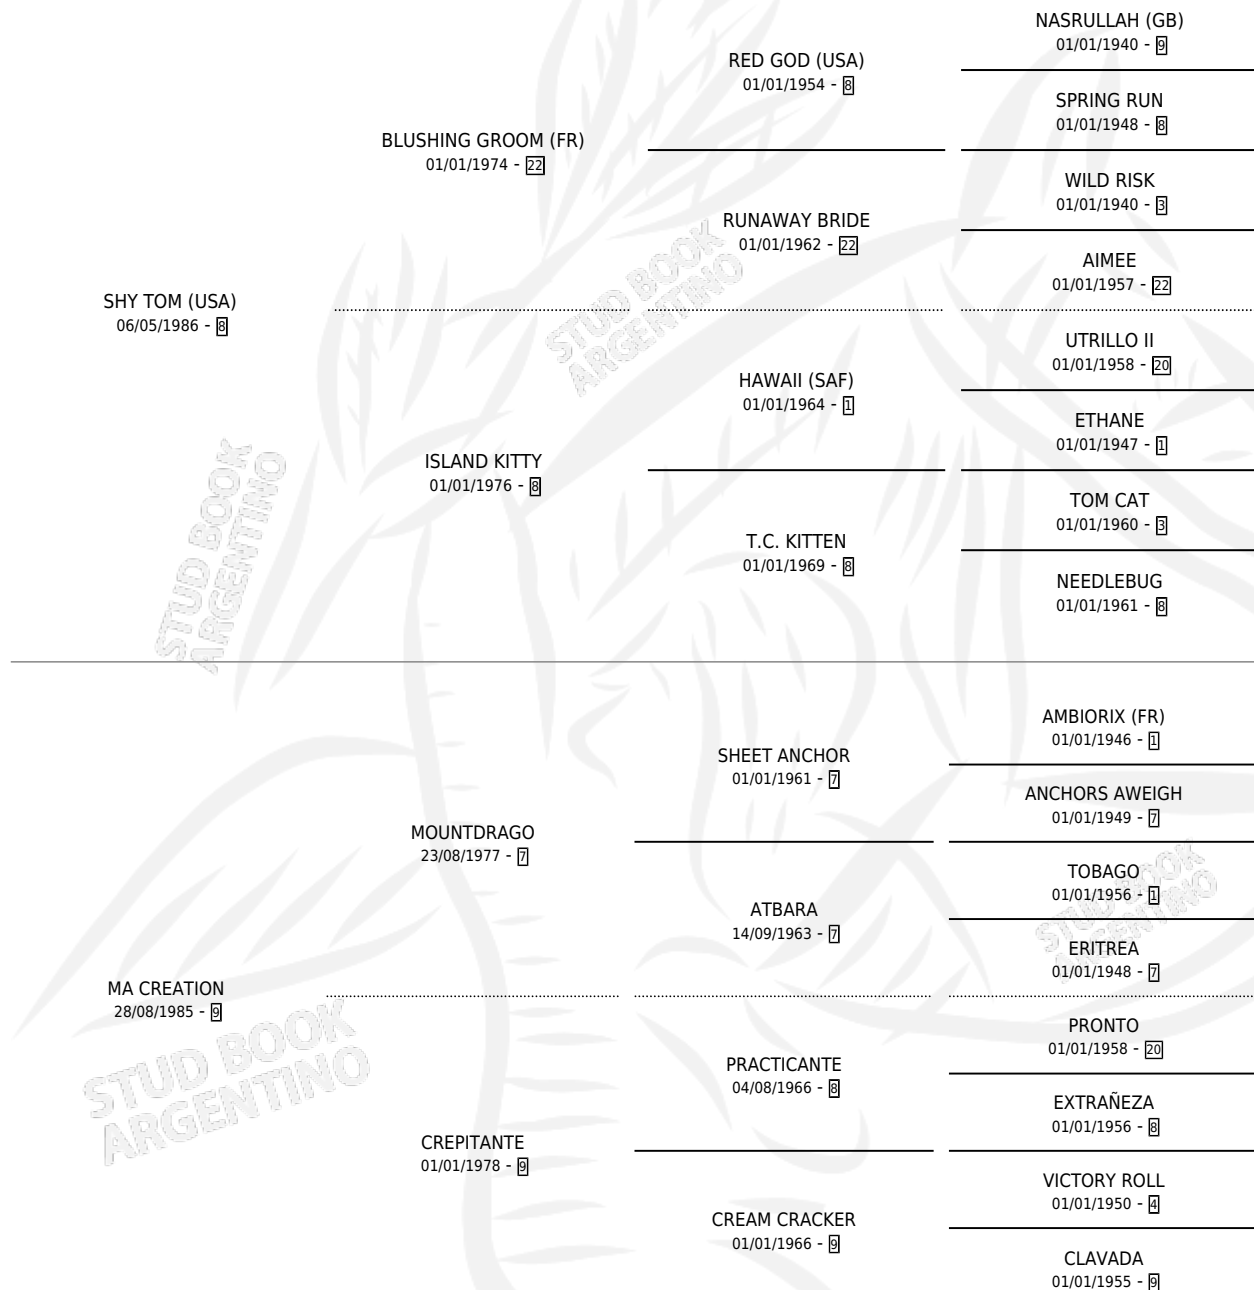 NASRULLAH (GB)
01/01/1940 - 9
RED GOD (USA)
01/01/1954 - 8
SPRING RUN
01/01/1948 - 8
BLUSHING GROOM (FR)
01/01/1974 - 22
WILD RISK
01/01/1940 - 3
RUNAWAY BRIDE
01/01/1962 - 22
AIMEE
01/01/1957 - 22
SHY TOM (USA)
06/05/1986 - 8
STUD BOOK
ARGENTINO
UTRILLO II
01/01/1958 - 20
HAWAII (SAF)
01/01/1964 - 1
ETHANE
01/01/1947 - 1
ISLAND KITTY
01/01/1976 - 8
TOM CAT
01/01/1960 - 3
T.C. KITTEN
01/01/1969 - 8
NEEDLEBUG
01/01/1961 - 8
STUD BOOK
ARGENTINO
AMBIORIX (FR)
01/01/1946 - 1
SHEET ANCHOR
01/01/1961 - 7
ANCHORS AWEIGH
01/01/1949 - 7
MOUNTDRAGO
23/08/1977 - 7
TOBAGO
01/01/1956 - 1
ATBARA
14/09/1963 - 7
ERITREA
01/01/1948 - 7
STUD BOOK
ARGENTINO
MA CREATION
28/08/1985 - 9
PRONTO
01/01/1958 - 20
PRACTICANTE
04/08/1966 - 8
EXTRAÑEZA
01/01/1956 - 8
STUD BOOK
ARGENTINO
CREPITANTE
01/01/1978 - 9
VICTORY ROLL
01/01/1950 - 4
CREAM CRACKER
01/01/1966 - 9
CLAVADA
01/01/1955 - 9